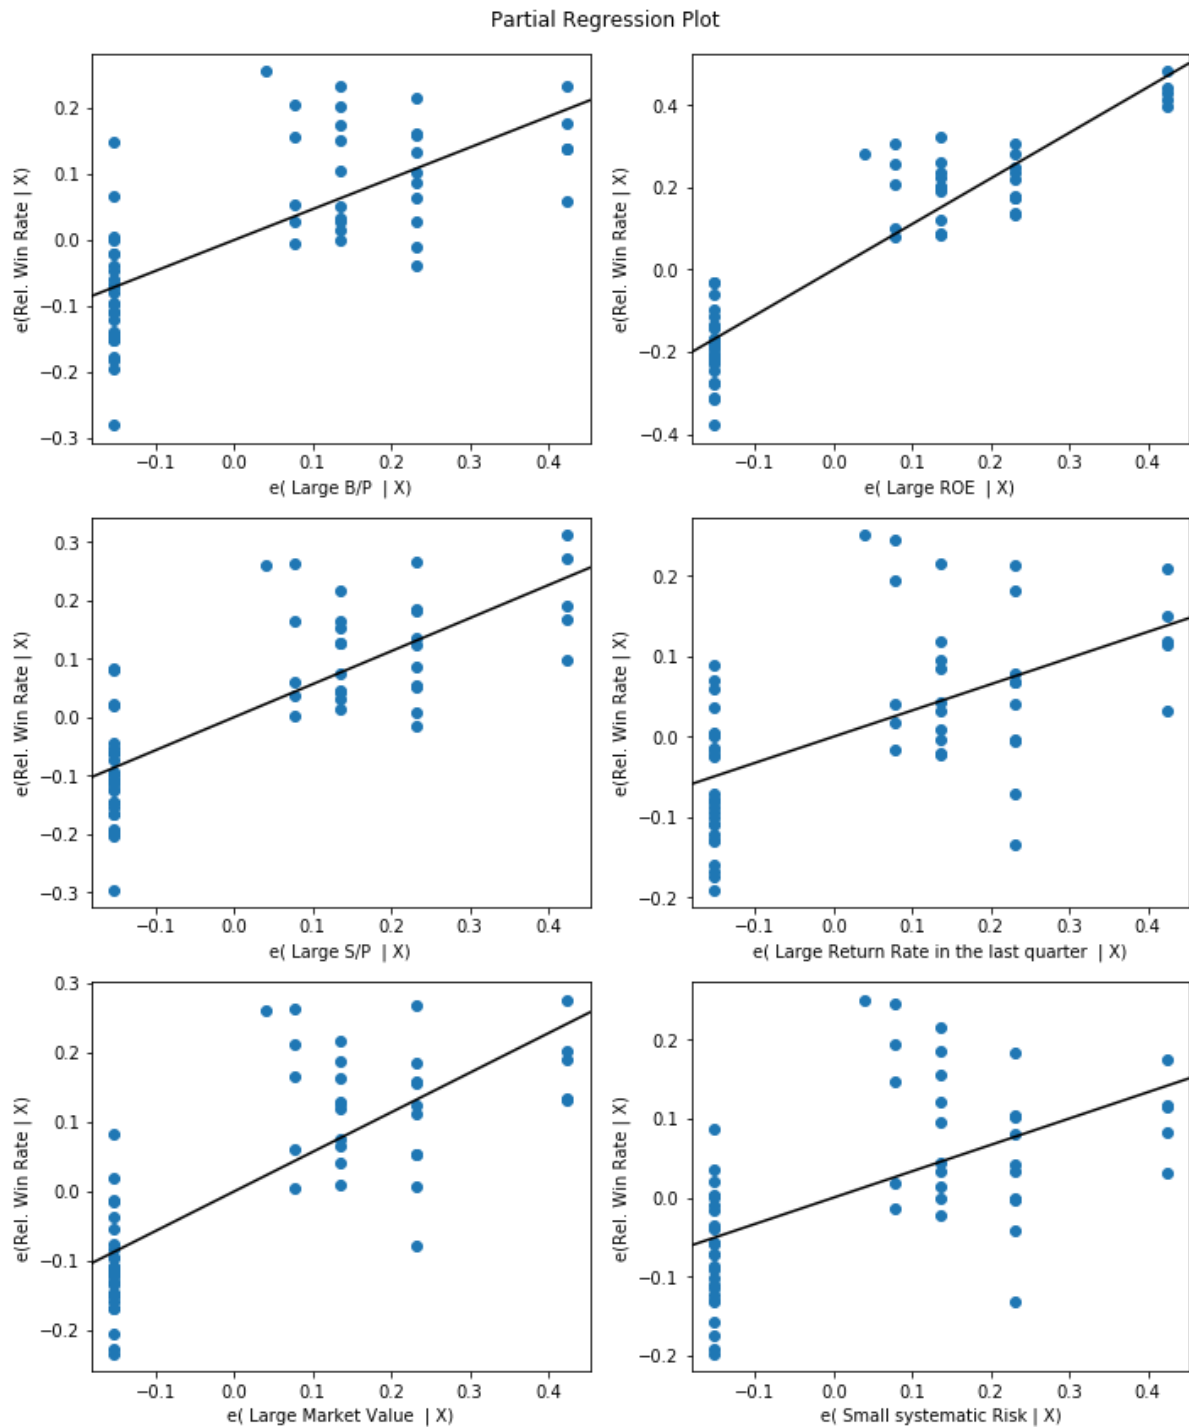 Partial Regression Plot
0.2
0.1
0.0
−0.1
−0.2
−0.3
e(Rel. Win Rate | X)
−0.1 0.0 0.1 0.2 0.3 0.4
e( Large B/P | X)
0.4
0.2
0.0
−0.2
−0.4
e(Rel. Win Rate | X)
−0.1 0.0 0.1 0.2 0.3 0.4
e( Large ROE | X)
0.3
0.2
0.1
0.0
−0.1
−0.2
−0.3
e(Rel. Win Rate | X)
−0.1 0.0 0.1 0.2 0.3 0.4
e( Large S/P | X)
0.2
0.1
0.0
−0.1
−0.2
e(Rel. Win Rate | X)
−0.1 0.0 0.1 0.2 0.3 0.4
e( Large Return Rate in the last quarter | X)
0.3
0.2
0.1
0.0
−0.1
−0.2
e(Rel. Win Rate | X)
−0.1 0.0 0.1 0.2 0.3 0.4
e( Large Market Value | X)
0.2
0.1
0.0
−0.1
−0.2
e(Rel. Win Rate | X)
−0.1 0.0 0.1 0.2 0.3 0.4
e( Small systematic Risk | X)